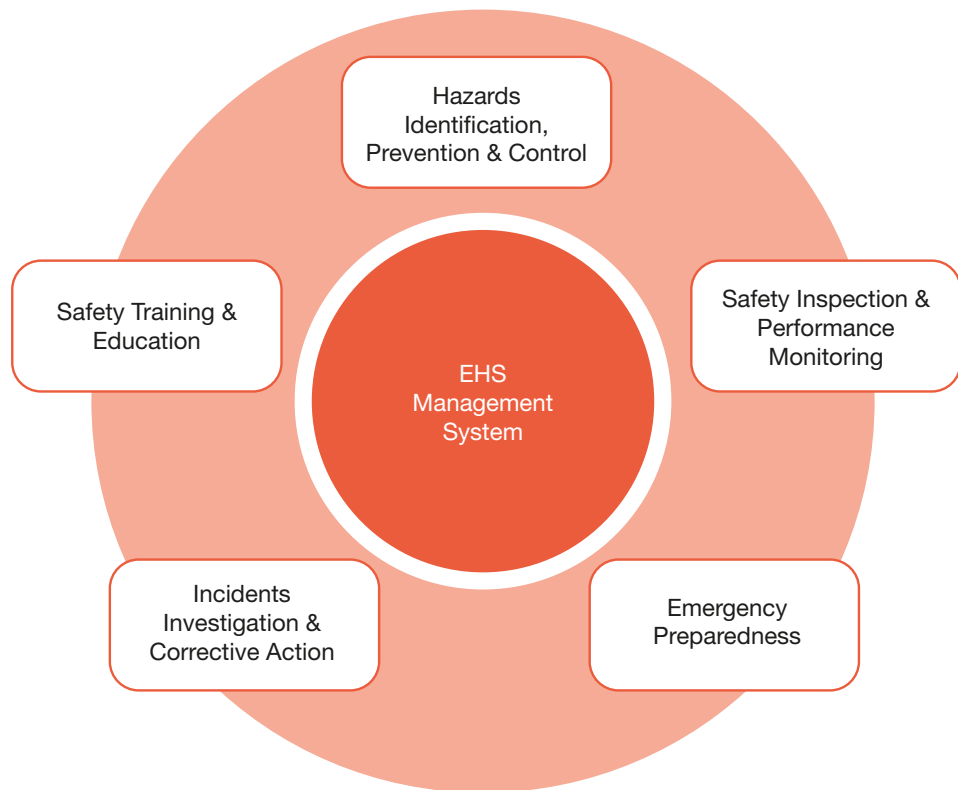 Hazards
Identification,
Prevention & Control
Safety Training &
Education
Safety Inspection &
Performance
Monitoring
EHS
Management
System
Incidents
Investigation &
Corrective Action
Emergency
Preparedness